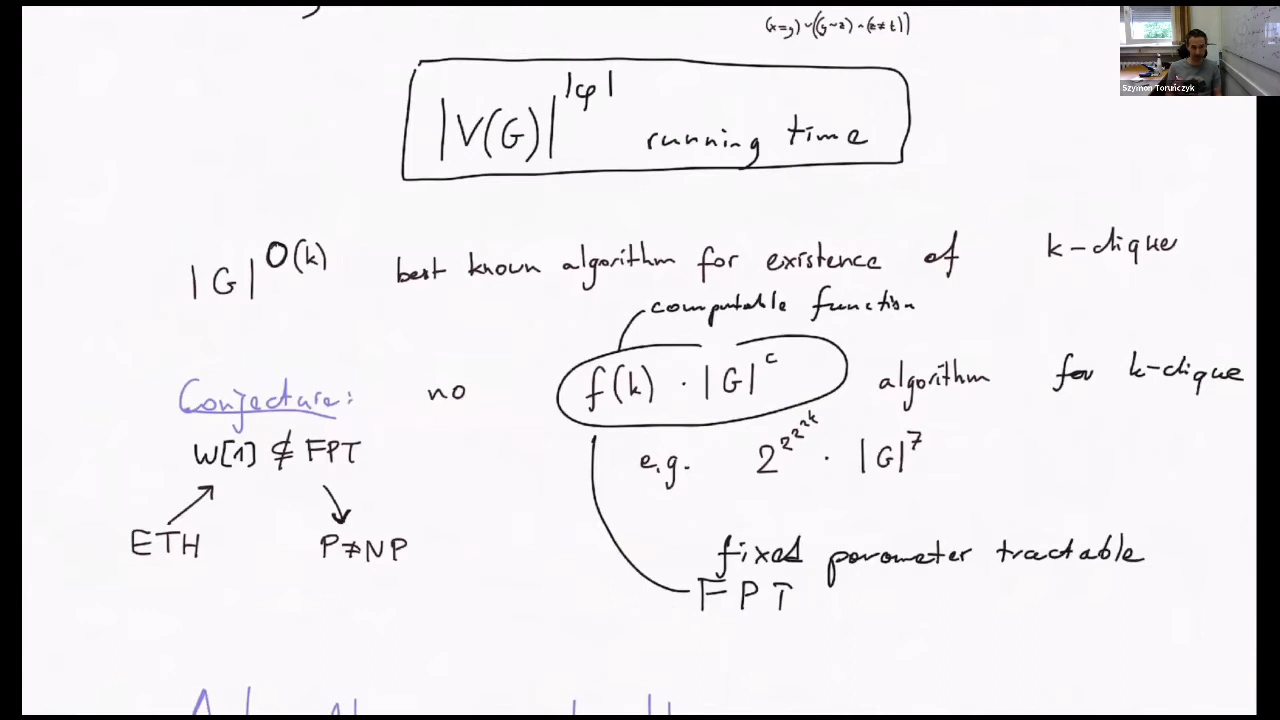 (x=y)∨((y~z)∧(z≠t))
Szymon Toruńczyk
|V(G)|^|φ| running time
|G|^O(k) best known algorithm for existence of k-clique
computable function
Conjecture: no f(k) · |G|^c algorithm for k-clique
W[1] ⊄ FPT
e.g. 2^2^2^2^k · |G|^7
ETH P≠NP
fixed parameter tractable
FPT